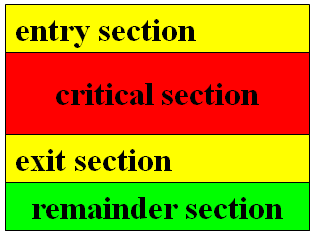 entry section
critical section
exit section
remainder section